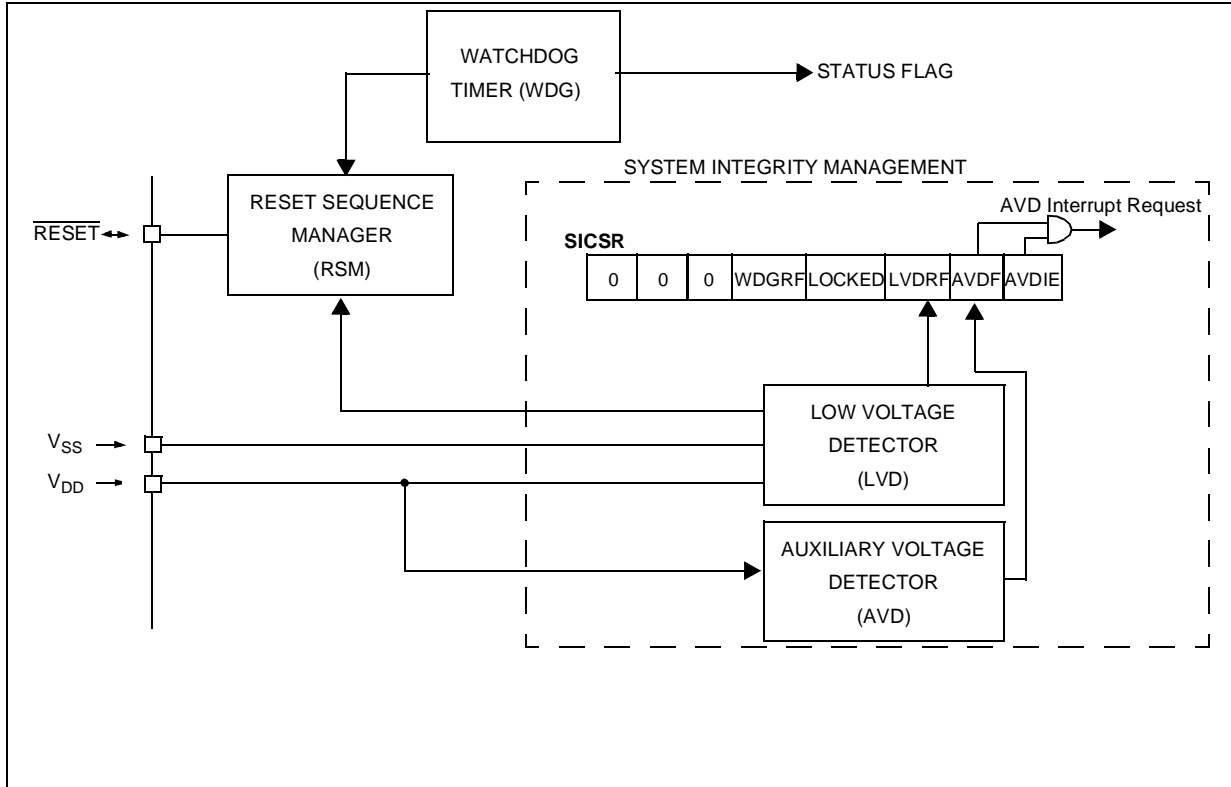 WATCHDOG
TIMER (WDG)
STATUS FLAG
SYSTEM INTEGRITY MANAGEMENT
RESET SEQUENCE
MANAGER
(RSM)
RESET
AVD Interrupt Request
SICSR
0 0 0 WDGRF LOCKED LVDRF AVDF AVDIE
LOW VOLTAGE
DETECTOR
(LVD)
VSS
VDD
AUXILIARY VOLTAGE
DETECTOR
(AVD)